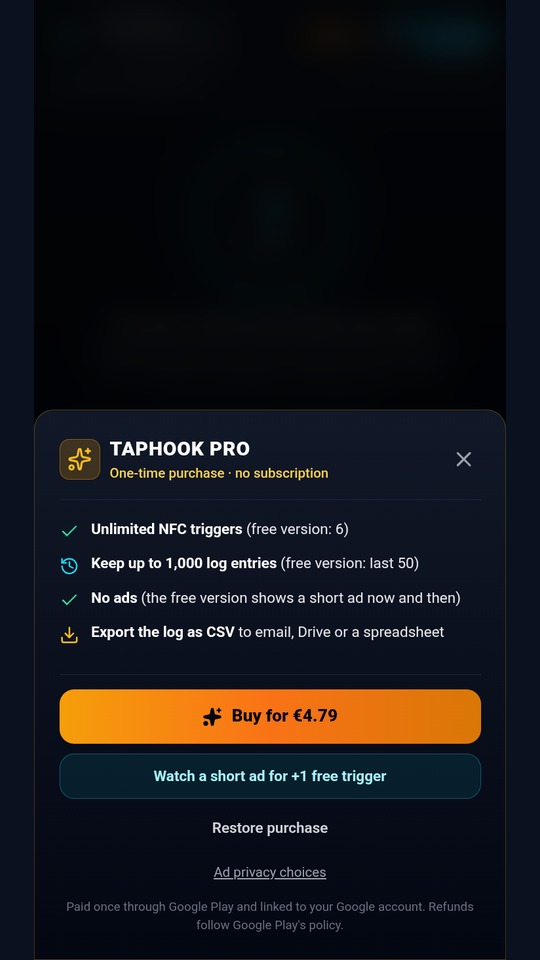 TAPHOOK PRO
One-time purchase · no subscription
Unlimited NFC triggers (free version: 6)
Keep up to 1,000 log entries (free version: last 50)
No ads (the free version shows a short ad now and then)
Export the log as CSV to email, Drive or a spreadsheet
Buy for €4.79
Watch a short ad for +1 free trigger
Restore purchase
Ad privacy choices
Paid once through Google Play and linked to your Google account. Refunds
follow Google Play's policy.